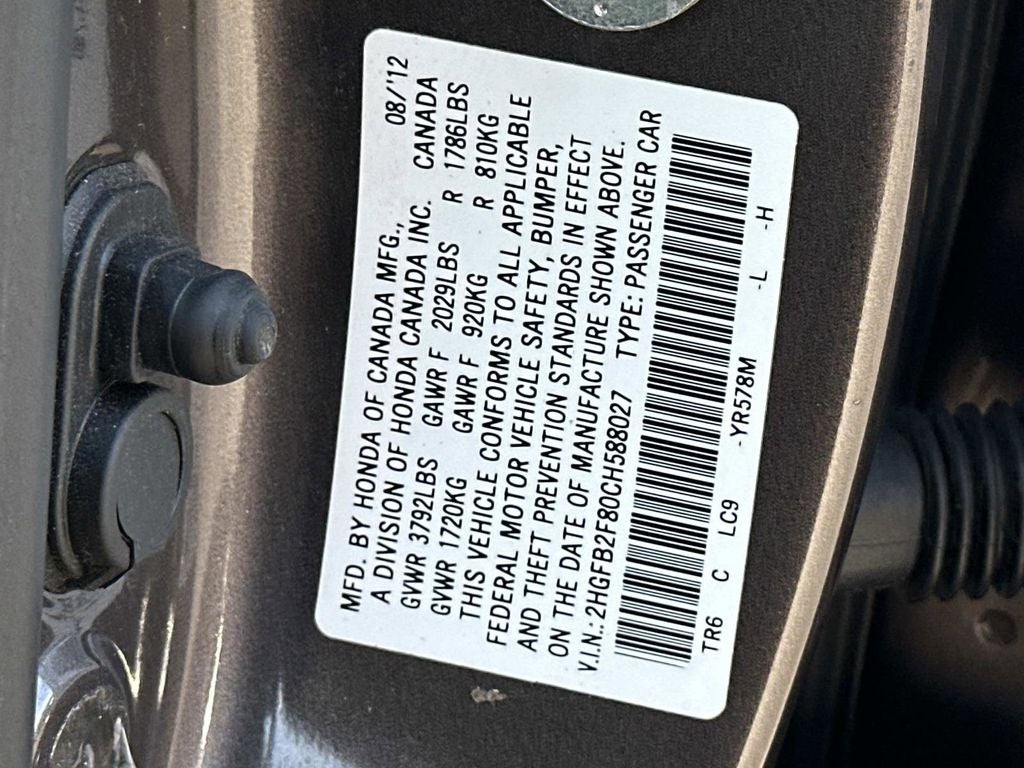 MFD. BY HONDA OF CANADA MFG., 08/'12
A DIVISION OF HONDA CANADA INC. CANADA
GVWR 3792LBS GAWR F 2029LBS R 1786LBS
GVWR 1720KG GAWR F 920KG R 810KG
THIS VEHICLE CONFORMS TO ALL APPLICABLE
FEDERAL MOTOR VEHICLE SAFETY, BUMPER,
AND THEFT PREVENTION STANDARDS IN EFFECT
ON THE DATE OF MANUFACTURE SHOWN ABOVE.
V.I.N.: 2HGFB2F80CH588027 TYPE: PASSENGER CAR
TR6 C LC9 -YR578M -L -H